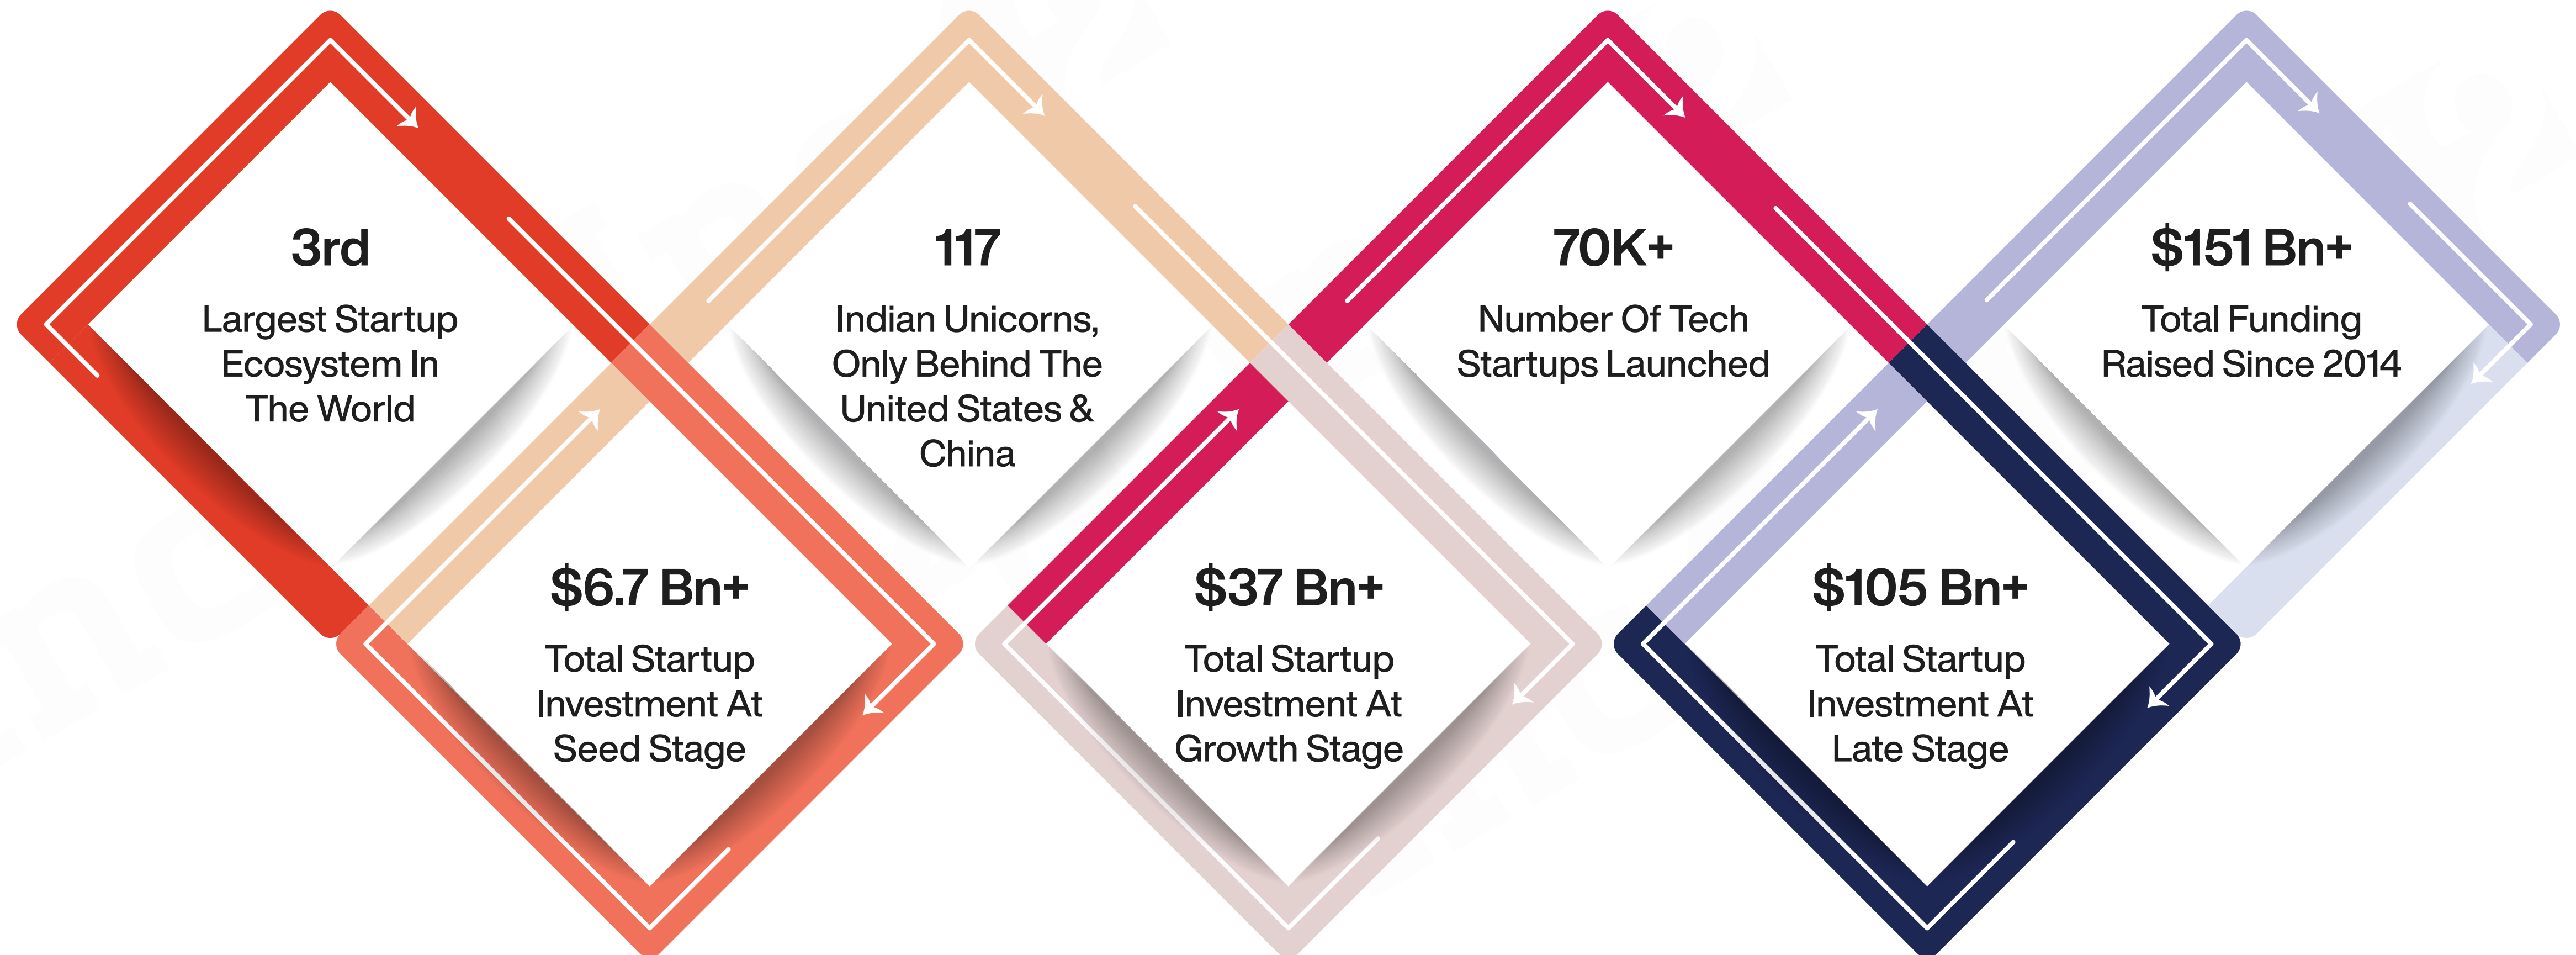 3rd
Largest Startup
Ecosystem In
The World
117
Indian Unicorns,
Only Behind The
United States &
China
70K+
Number Of Tech
Startups Launched
$151 Bn+
Total Funding
Raised Since 2014
$6.7 Bn+
Total Startup
Investment At
Seed Stage
$37 Bn+
Total Startup
Investment At
Growth Stage
$105 Bn+
Total Startup
Investment At
Late Stage